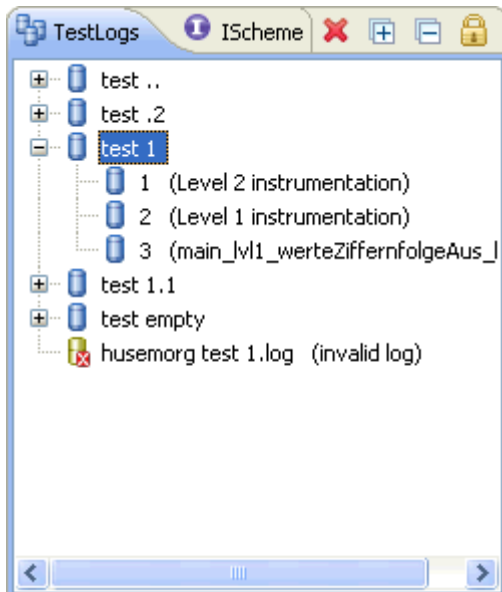 TestLogs IScheme
test ..
test .2
test 1
1 (Level 2 instrumentation)
2 (Level 1 instrumentation)
3 (main_lvl1_werteZiffernfolgeAus_l
test 1.1
test empty
husemorg test 1.log (invalid log)